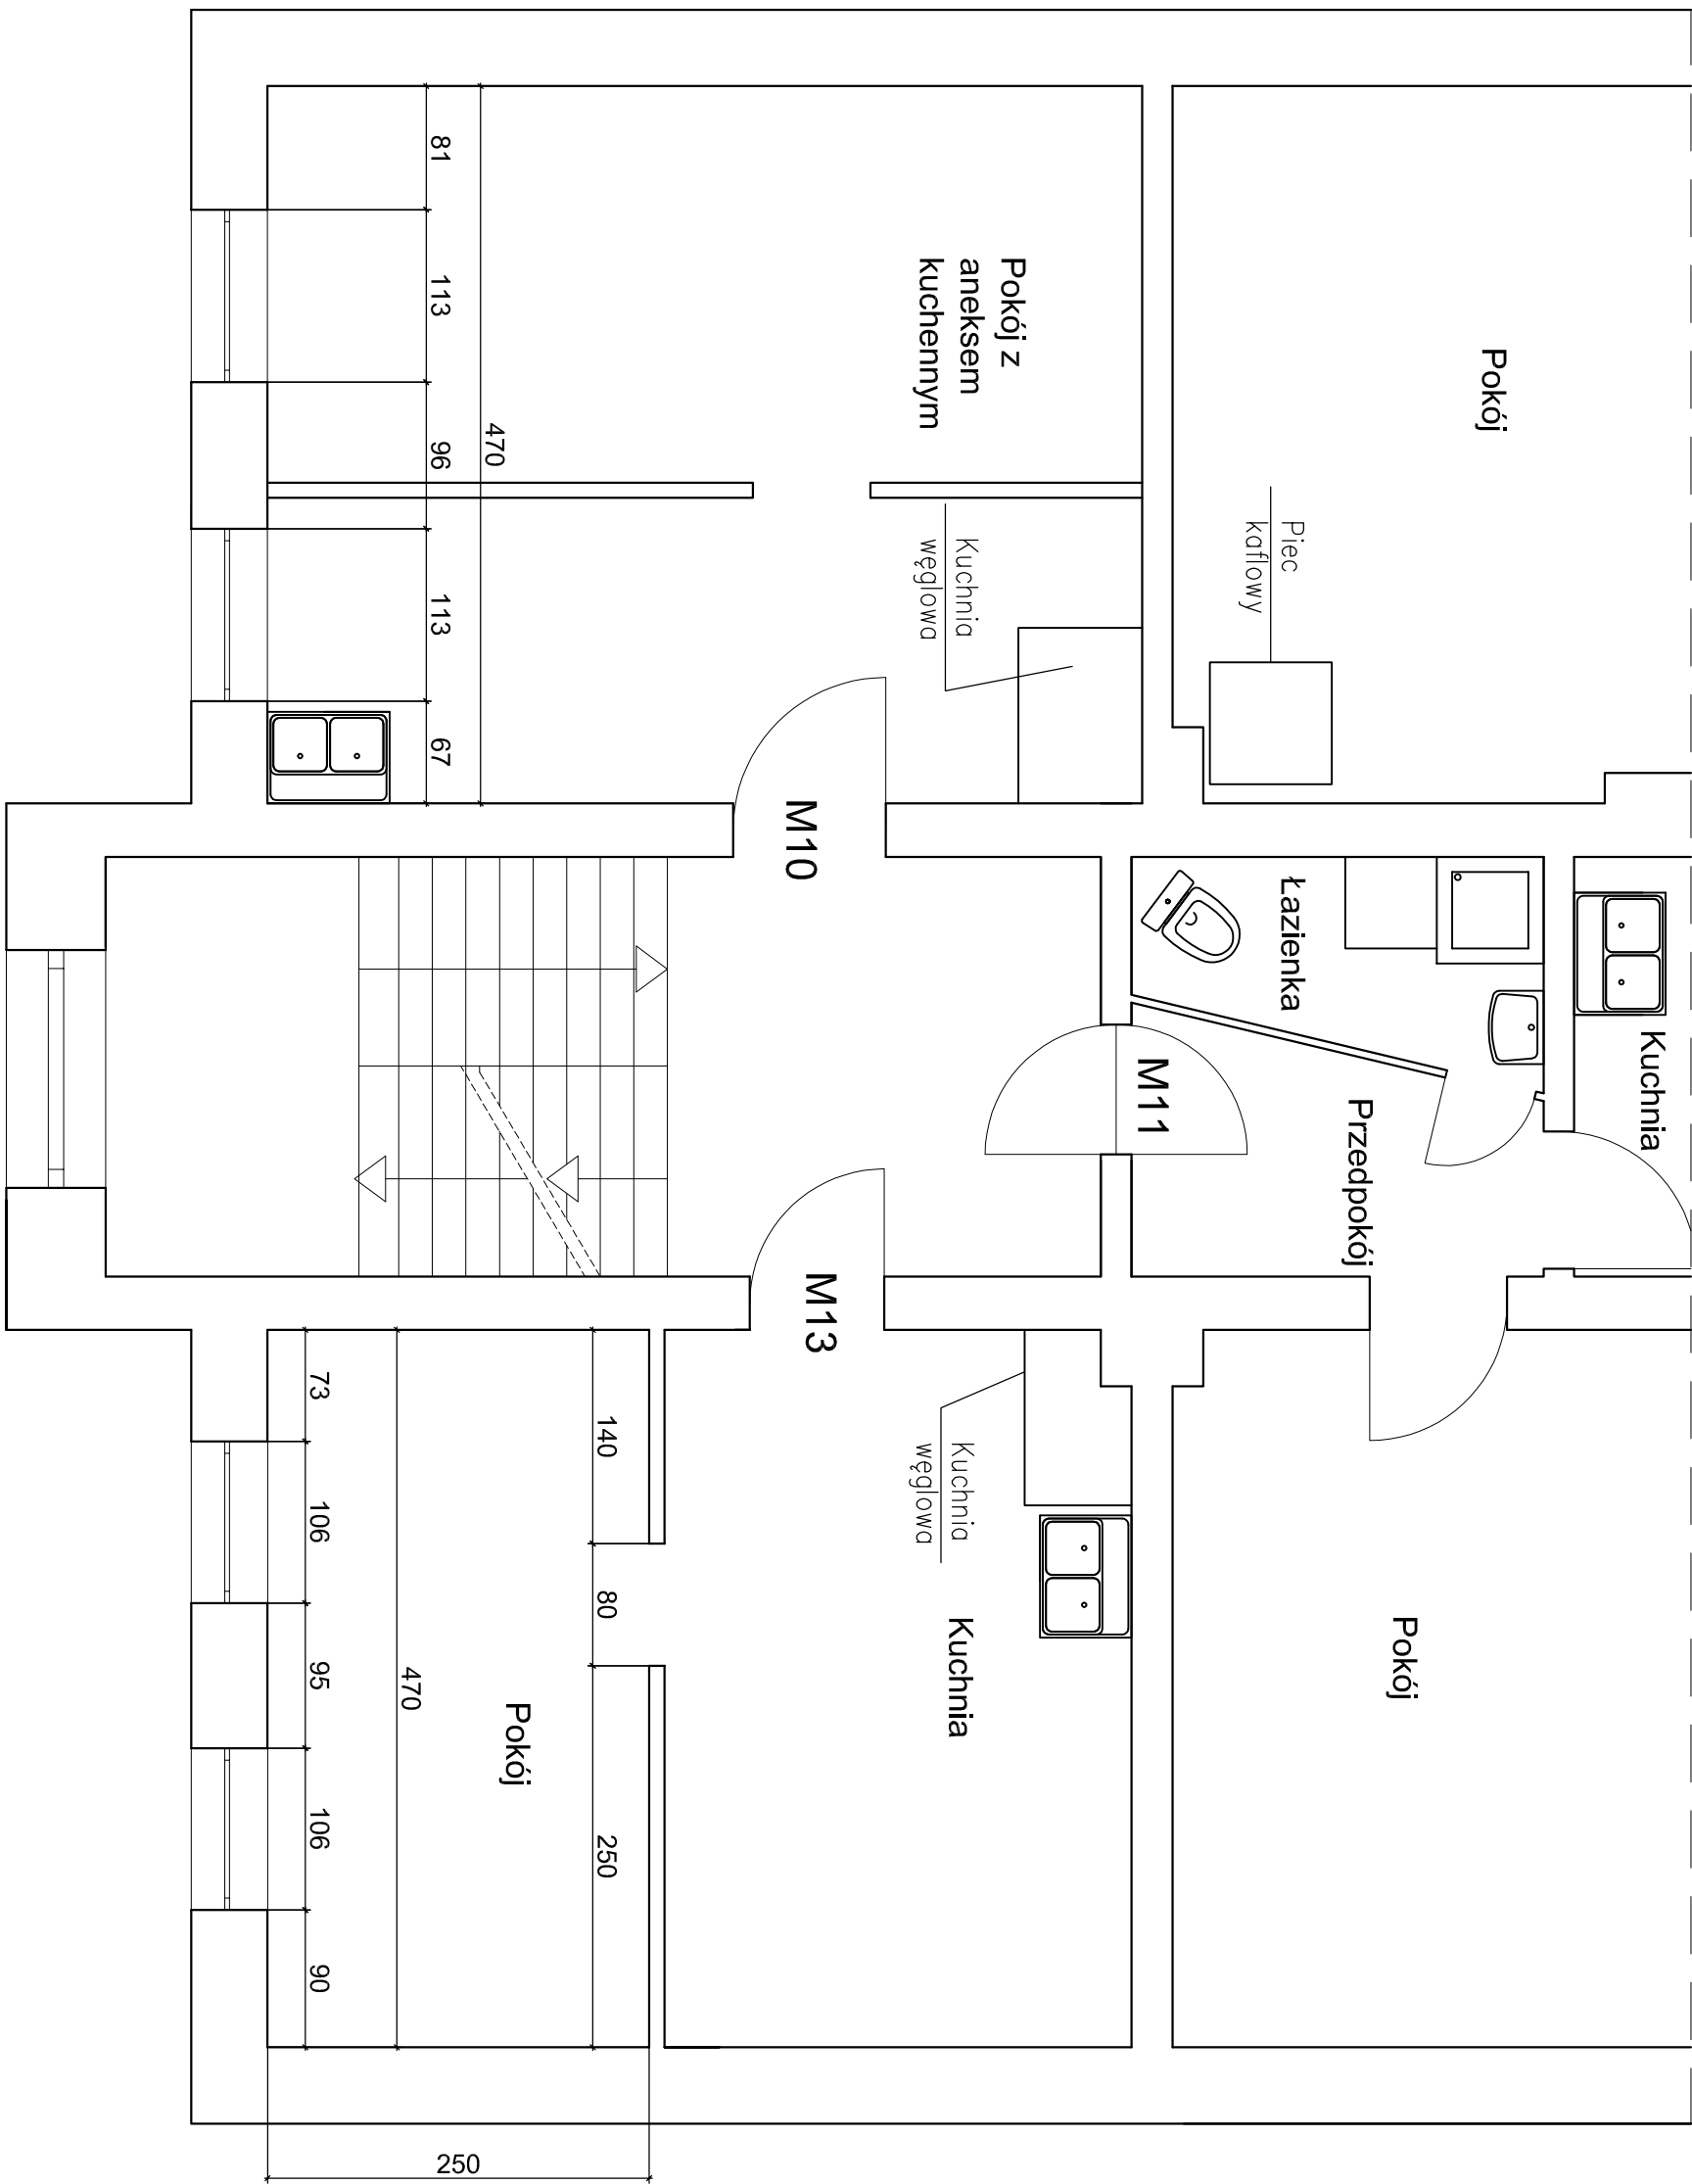 Pokój
Piec
kaflowy
Pokój z
aneksem
kuchennym
Kuchnia
węglowa
470
81
113
96
113
67
M10
Łazienka
Kuchnia
M11
Przedpokój
M13
Pokój
Kuchnia
węglowa
Kuchnia
140
80
250
Pokój
470
73
106
95
106
90
250